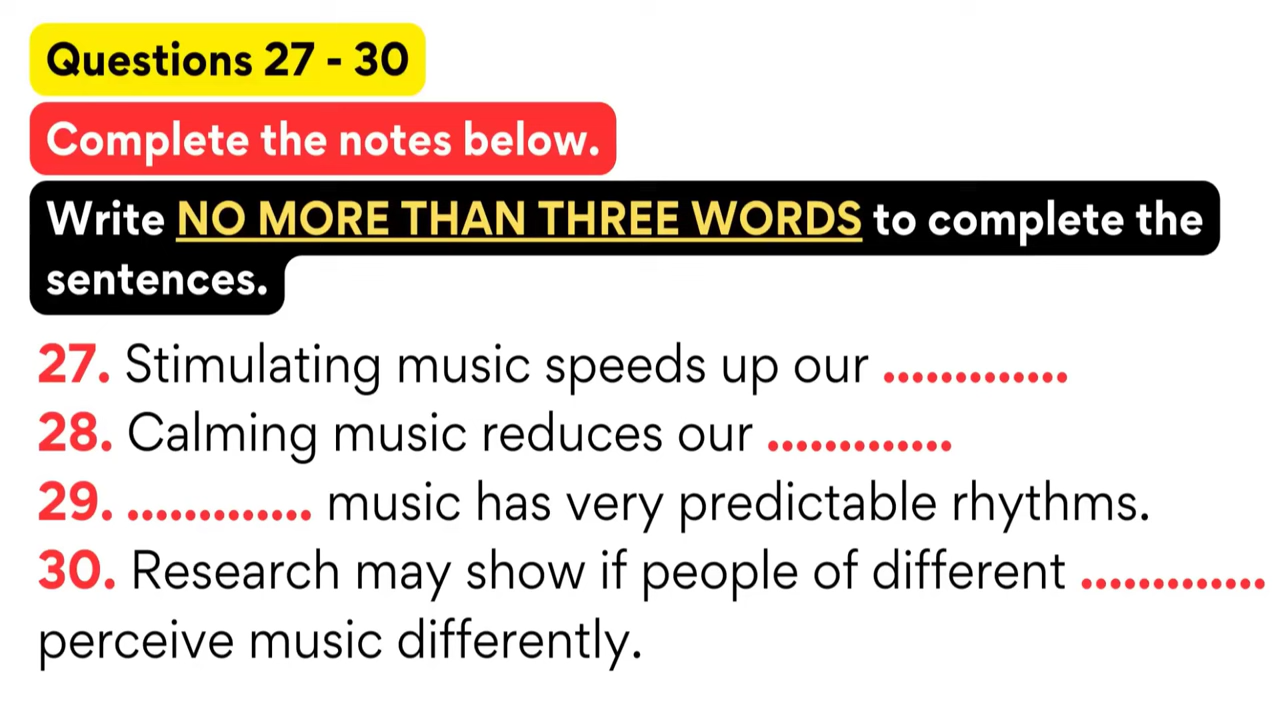 Questions 27 - 30
Complete the notes below.
Write NO MORE THAN THREE WORDS to complete the
sentences.
27. Stimulating music speeds up our .............
28. Calming music reduces our .............
29. ............. music has very predictable rhythms.
30. Research may show if people of different .............
perceive music differently.